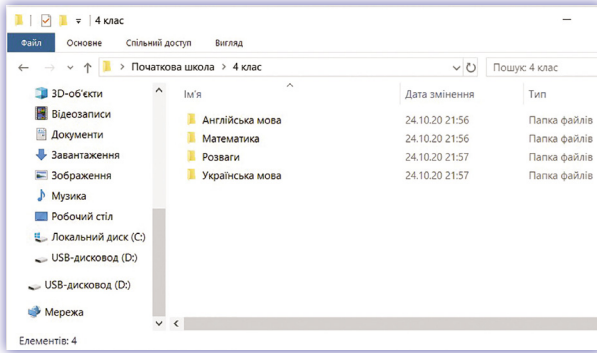 4 клас
Файл Основне Спільний доступ Вигляд
Початкова школа > 4 клас Пошук: 4 клас
3D-об'єкти
Відеозаписи
Документи
Завантаження
Зображення
Музика
Робочий стіл
Локальний диск (C:)
USB-дисковод (D:)
USB-дисковод (D:)
Мережа
Ім'я Дата змінення Тип
Англійська мова 24.10.20 21:56 Папка файлів
Математика 24.10.20 21:56 Папка файлів
Розваги 24.10.20 21:57 Папка файлів
Українська мова 24.10.20 21:57 Папка файлів
Елементів: 4